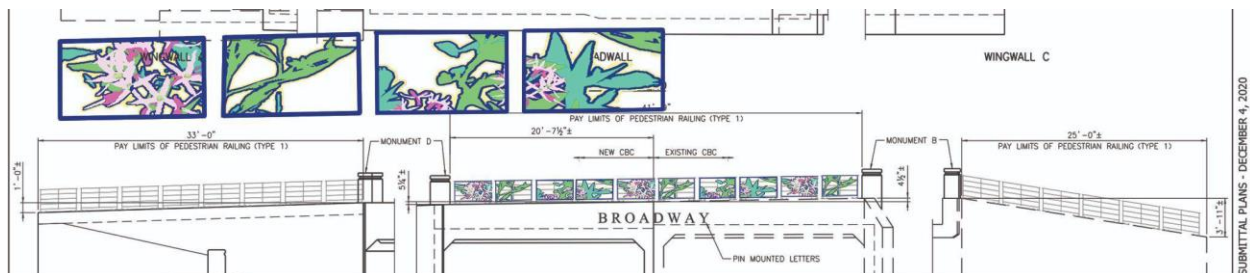 WINGWALL
ADWALL
WINGWALL C
33'-0"
PAY LIMITS OF PEDESTRIAN RAILING (TYPE 1)
MONUMENT D
PAY LIMITS OF PEDESTRIAN RAILING (TYPE 1)
20'-7½"±
NEW CBC
EXISTING CBC
MONUMENT B
25'-0"±
PAY LIMITS OF PEDESTRIAN RAILING (TYPE 1)
1'-0"±
5¼"±
4½"±
3'-11"±
BROADWAY
PIN MOUNTED LETTERS
SUBMITTAL PLANS - DECEMBER 4, 2020